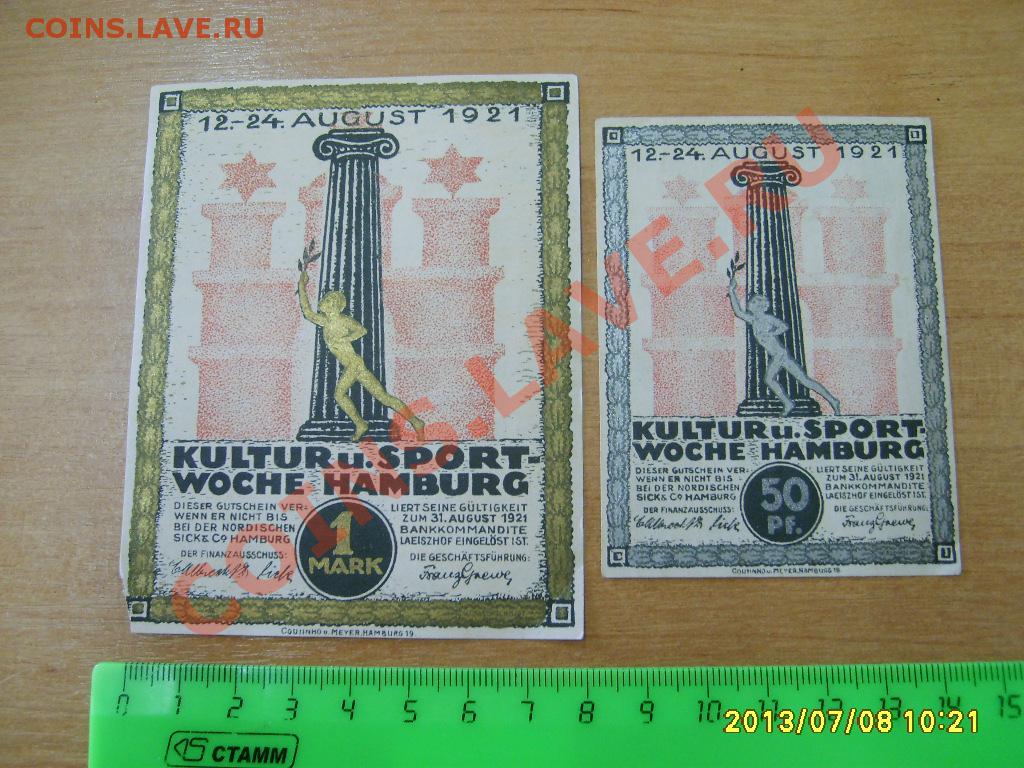 COINS.LAVE.RU
12.-24. AUGUST 1921
KULTUR u. SPORT-
WOCHE HAMBURG
DIESER GUTSCHEIN VER-
WENN ER NICHT BIS
BEI DER NORDISCHEN
SICK & CO HAMBURG
LIERT SEINE GÜLTIGKEIT
ZUM 31. AUGUST 1921
BANKKOMMANDITE
LAEISZHOF EINGELÖST IST.
DER FINANZAUSSCHUSS:
DIE GESCHÄFTSFÜHRUNG:
1
MARK
COUTINHO u. MEYER, HAMBURG 19.
12.-24. AUGUST 1921
KULTUR u. SPORT-
WOCHE HAMBURG
DIESER GUTSCHEIN VER-
WENN ER NICHT BIS
BEI DER NORDISCHEN
SICK & CO HAMBURG
LIERT SEINE GÜLTIGKEIT
ZUM 31. AUGUST 1921
BANKKOMMANDITE
LAEISZHOF EINGELÖST IST.
DER FINANZAUSSCHUSS:
DIE GESCHÄFTSFÜHRUNG:
50
PF.
COUTINHO u. MEYER, HAMBURG 19.
COINS.LAVE.RU
0 1 2 3 4 5 6 7 8 9 10 11 12 13 14 15
СТАММ
2013/07/08 10:21